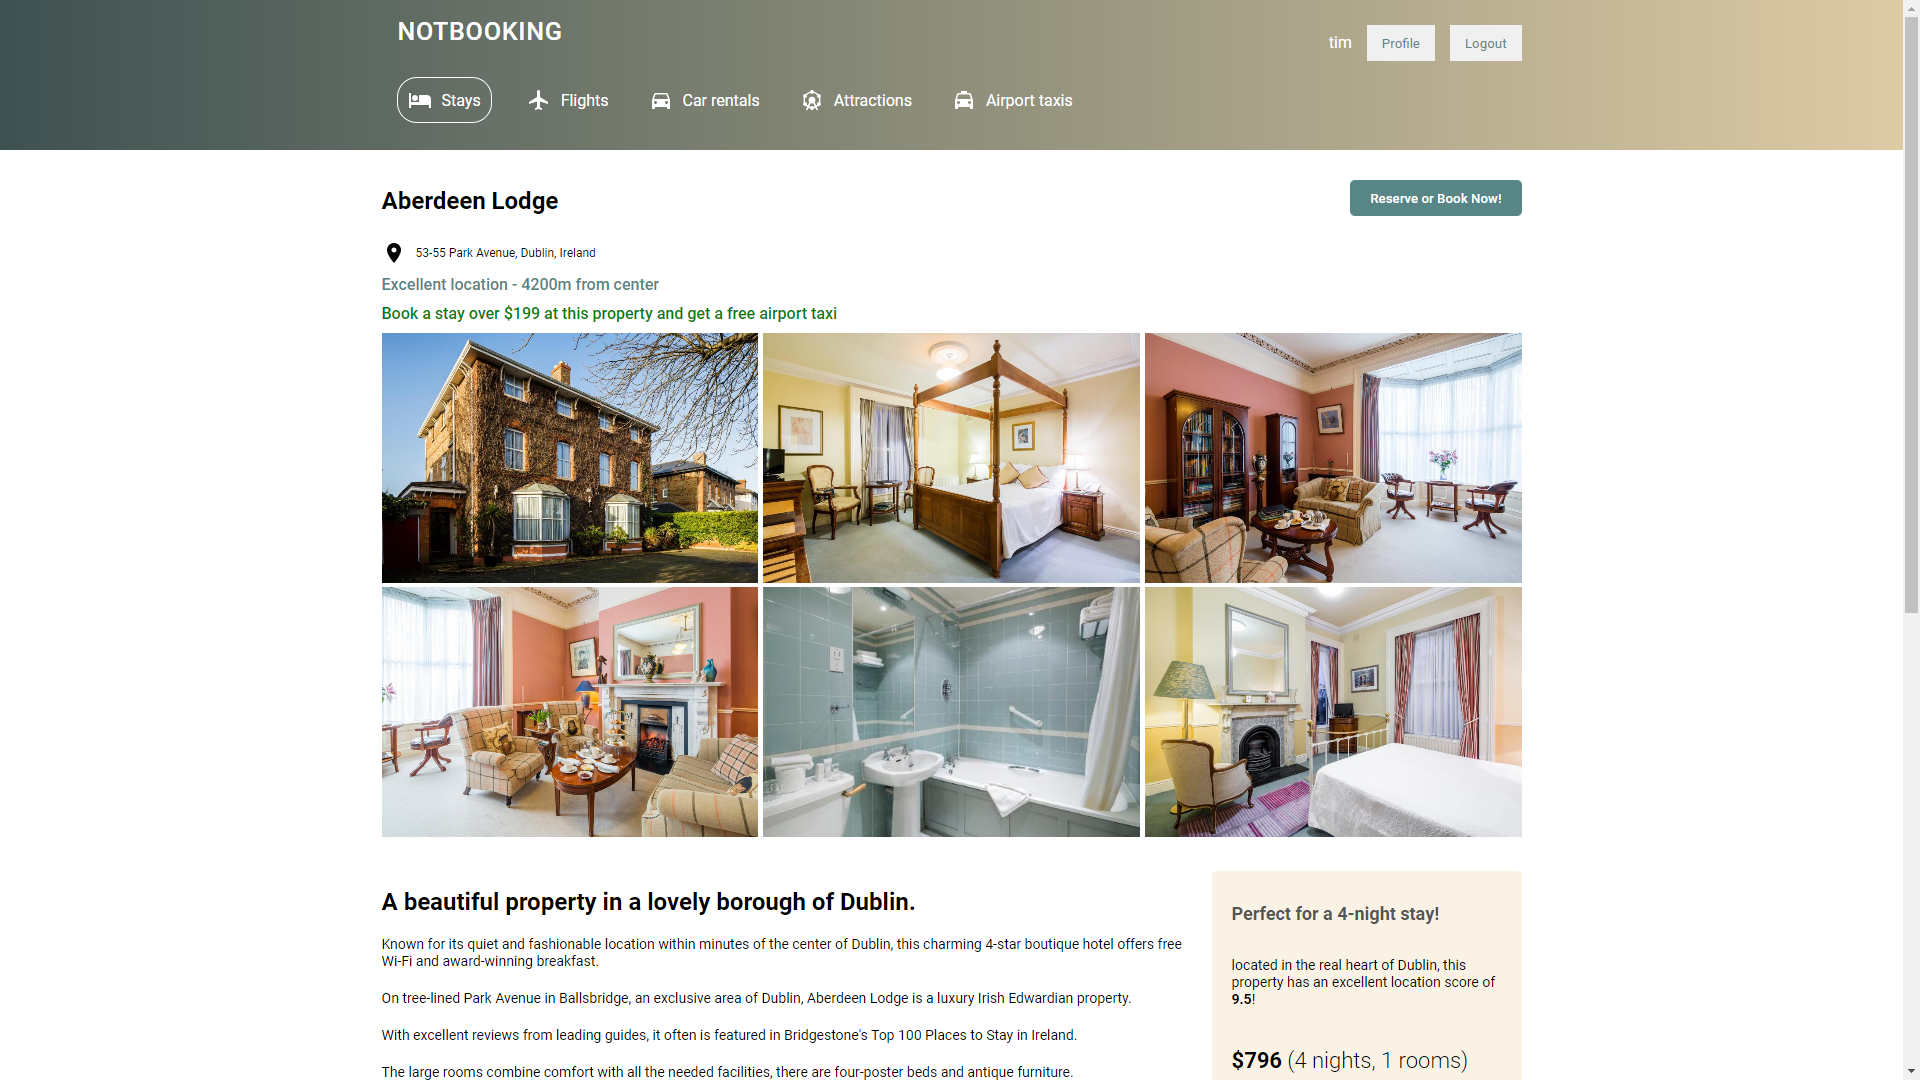 NOTBOOKING
tim
Profile
Logout
Stays
Flights
Car rentals
Attractions
Airport taxis
Aberdeen Lodge
Reserve or Book Now!
53-55 Park Avenue, Dublin, Ireland
Excellent location - 4200m from center
Book a stay over $199 at this property and get a free airport taxi
A beautiful property in a lovely borough of Dublin.
Known for its quiet and fashionable location within minutes of the center of Dublin, this charming 4-star boutique hotel offers free
Wi-Fi and award-winning breakfast.
On tree-lined Park Avenue in Ballsbridge, an exclusive area of Dublin, Aberdeen Lodge is a luxury Irish Edwardian property.
With excellent reviews from leading guides, it often is featured in Bridgestone's Top 100 Places to Stay in Ireland.
The large rooms combine comfort with all the needed facilities, there are four-poster beds and antique furniture.
Perfect for a 4-night stay!
located in the real heart of Dublin, this
property has an excellent location score of
9.5!
$796 (4 nights, 1 rooms)